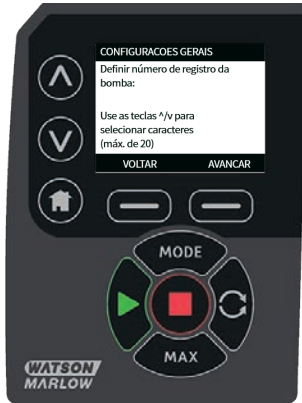 CONFIGURACOES GERAIS
Definir número de registro da
bomba:
Use as teclas ^/v para
selecionar caracteres
(máx. de 20)
VOLTAR AVANCAR
MODE
MAX
WATSON
MARLOW